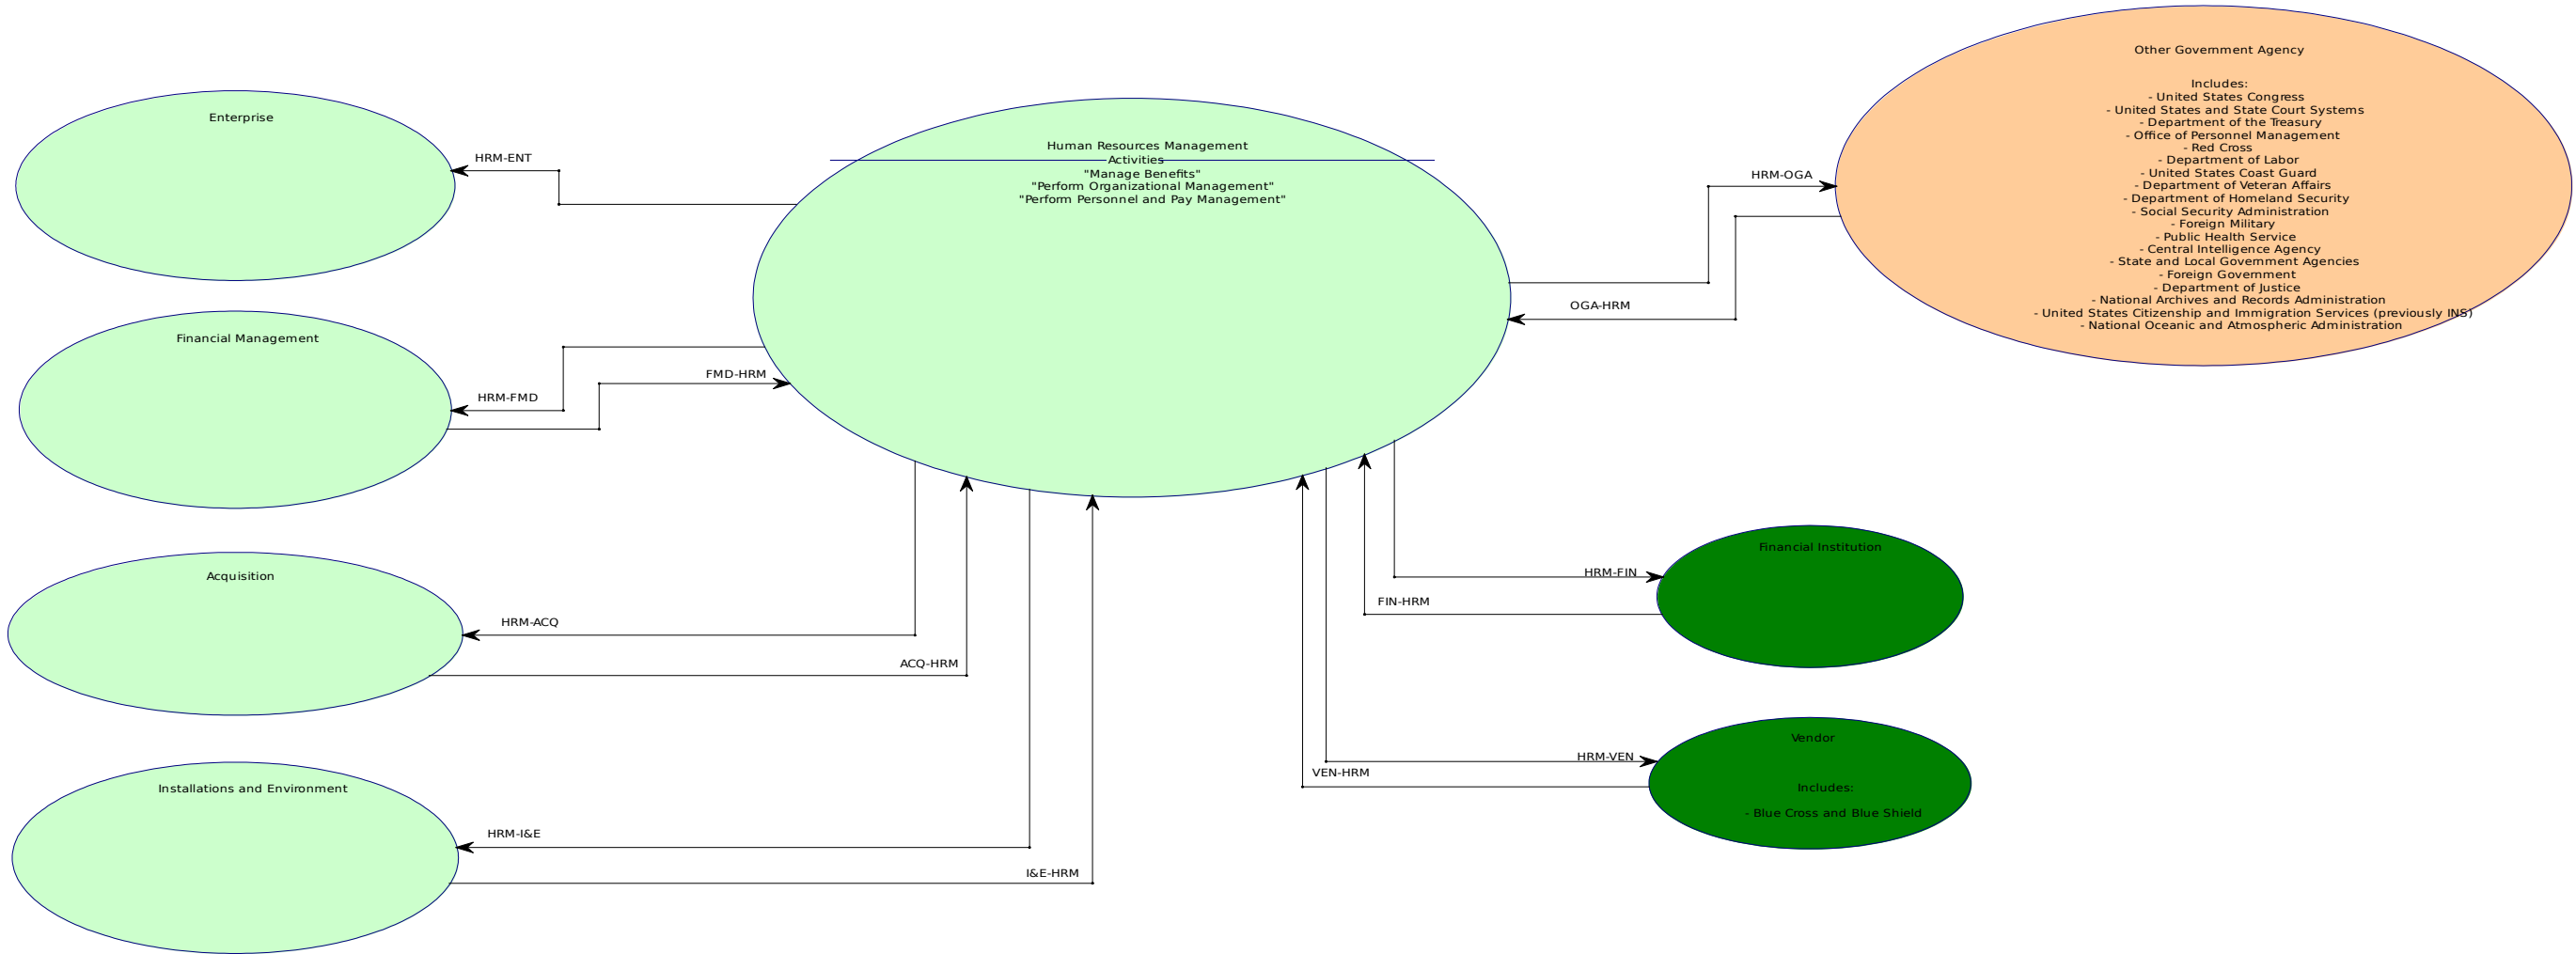 Enterprise
HRM-ENT
Financial Management
HRM-FMD
FMD-HRM
Acquisition
HRM-ACQ
ACQ-HRM
Installations and Environment
HRM-I&E
I&E-HRM
Human Resources Management
Activities
"Manage Benefits"
"Perform Organizational Management"
"Perform Personnel and Pay Management"
HRM-OGA
OGA-HRM
Other Government Agency
Includes:
- United States Congress
- United States and State Court Systems
- Department of the Treasury
- Office of Personnel Management
- Red Cross
- Department of Labor
- United States Coast Guard
- Department of Veteran Affairs
- Department of Homeland Security
- Social Security Administration
- Foreign Military
- Public Health Service
- Central Intelligence Agency
- State and Local Government Agencies
- Foreign Government
- Department of Justice
- National Archives and Records Administration
- United States Citizenship and Immigration Services (previously INS)
- National Oceanic and Atmospheric Administration
HRM-FIN
FIN-HRM
Financial Institution
HRM-VEN
VEN-HRM
Vendor
Includes:
- Blue Cross and Blue Shield